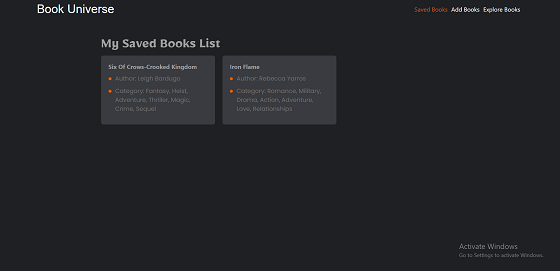 Book Universe
Saved Books Add Books Explore Books
My Saved Books List
Six Of Crows-Crooked Kingdom
Author: Leigh Bardugo
Category: Fantasy, Heist,
Adventure, Thriller, Magic,
Crime, Sequel
Iron Flame
Author: Rebecca Yarros
Category: Romance, Military,
Drama, Action, Adventure,
Love, Relationships
Activate Windows
Go to Settings to activate Windows.